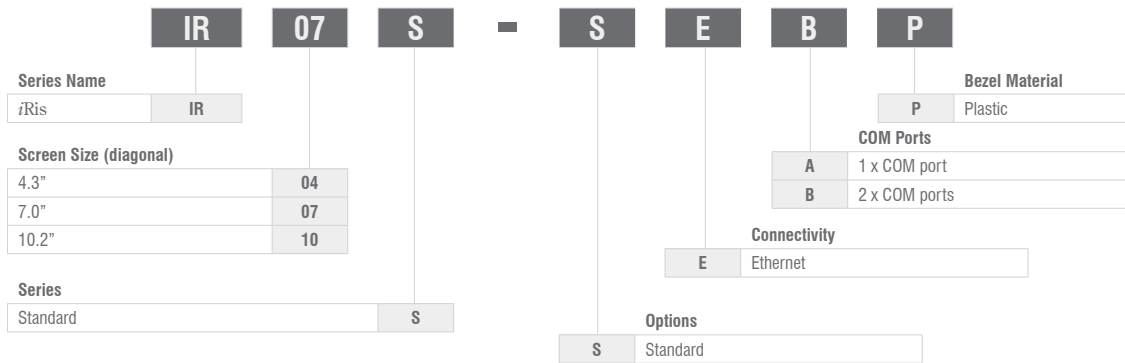 IR 07 S - S E B P
Series Name
iRis IR
Bezel Material
P Plastic
COM Ports
A 1 x COM port
B 2 x COM ports
Screen Size (diagonal)
4.3” 04
7.0” 07
10.2” 10
Connectivity
E Ethernet
Series
Standard S
Options
S Standard